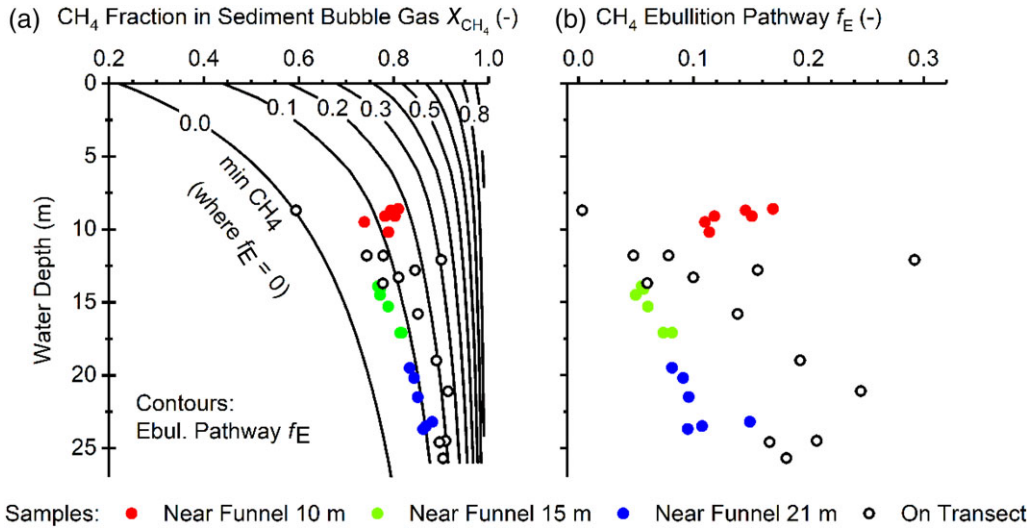 (a) CH4 Fraction in Sediment Bubble Gas XCH4 (-)
0.2 0.4 0.6 0.8 1.0
0
5
10
15
20
25
Water Depth (m)
0.0
0.1
0.2
0.3
0.5
0.8
min CH4
(where fE = 0)
Contours:
Ebul. Pathway fE
(b) CH4 Ebullition Pathway fE (-)
0.0 0.1 0.2 0.3
Samples: Near Funnel 10 m Near Funnel 15 m Near Funnel 21 m On Transect